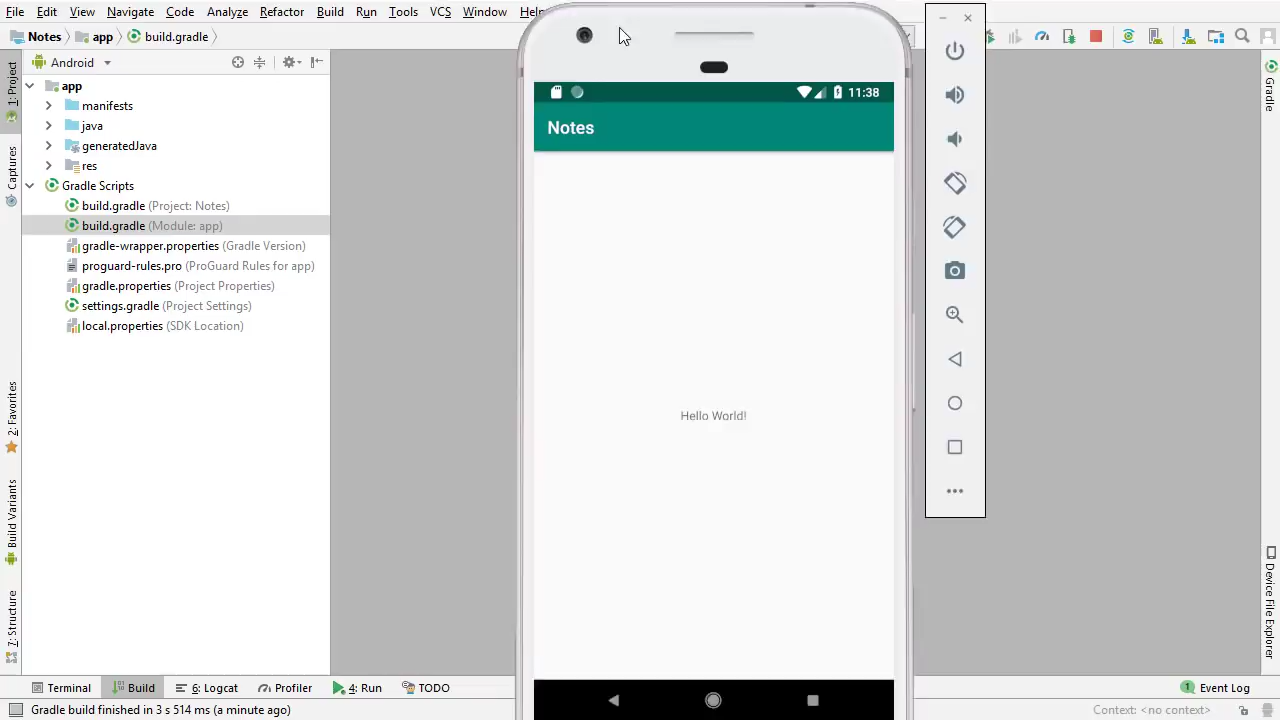 File Edit View Navigate Code Analyze Refactor Build Run Tools VCS Window Help
Notes app build.gradle
Android
app
manifests
java
generatedJava
res
Gradle Scripts
build.gradle (Project: Notes)
build.gradle (Module: app)
gradle-wrapper.properties (Gradle Version)
proguard-rules.pro (ProGuard Rules for app)
gradle.properties (Project Properties)
settings.gradle (Project Settings)
local.properties (SDK Location)
1: Project
Captures
2: Favorites
Build Variants
7: Structure
11:38
Notes
Hello World!
Gradle
Device File Explorer
Terminal Build 6: Logcat Profiler 4: Run TODO
1 Event Log
Gradle build finished in 3 s 514 ms (a minute ago)
Context: <no context>